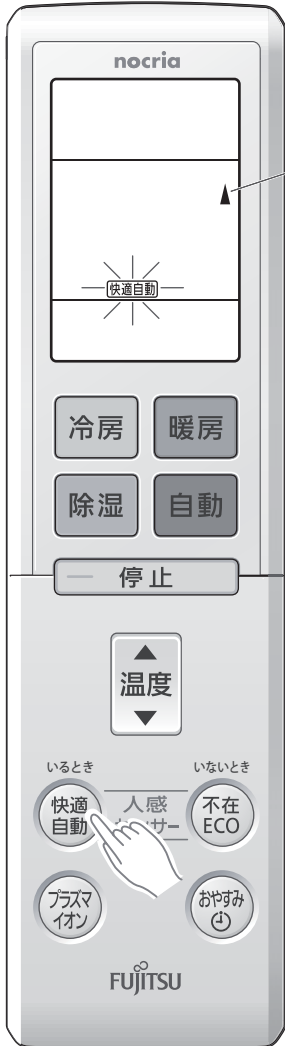 nocria
快適自動
冷房 暖房
除湿 自動
停止
温度
いるとき いないとき
快適
自動
人感
サー
不在
ECO
プラズマ
イオン
おやすみ
FUJITSU